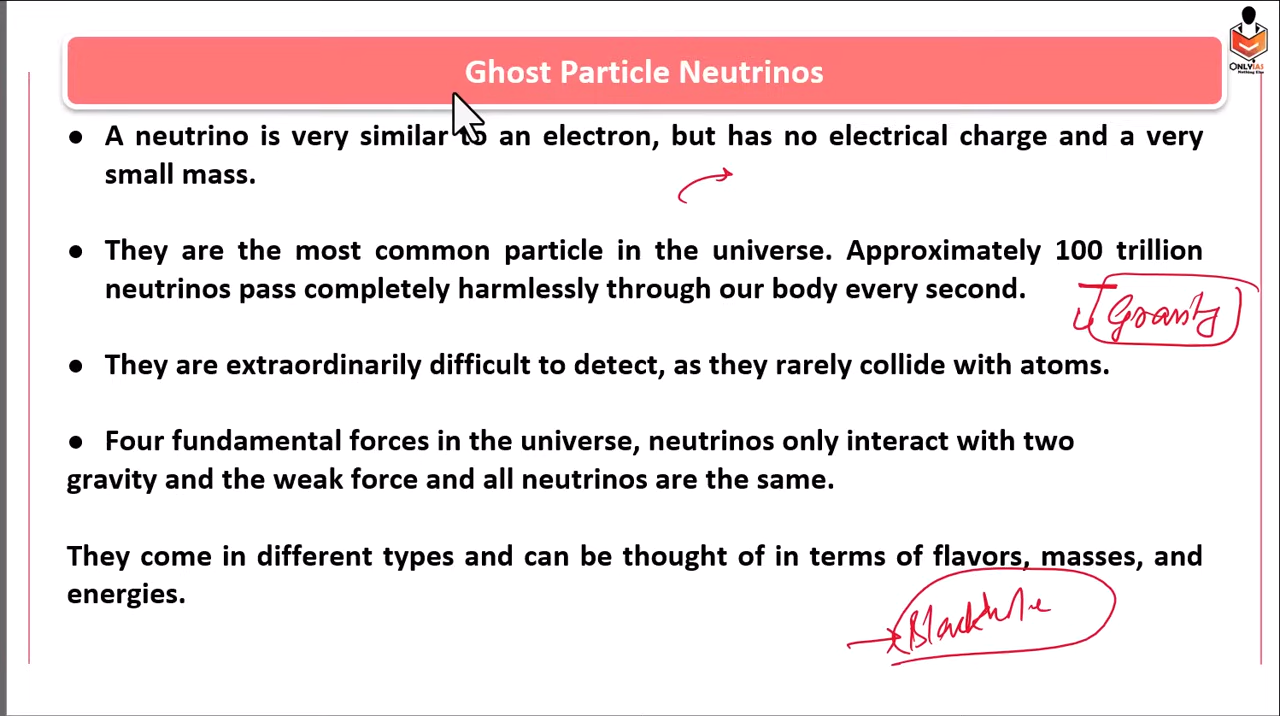 ONLYIAS
Nothing Else
Ghost Particle Neutrinos
● A neutrino is very similar to an electron, but has no electrical charge and a very
small mass.
● They are the most common particle in the universe. Approximately 100 trillion
neutrinos pass completely harmlessly through our body every second.
Gravity
● They are extraordinarily difficult to detect, as they rarely collide with atoms.
● Four fundamental forces in the universe, neutrinos only interact with two
gravity and the weak force and all neutrinos are the same.
They come in different types and can be thought of in terms of flavors, masses, and
energies.
Blackhole